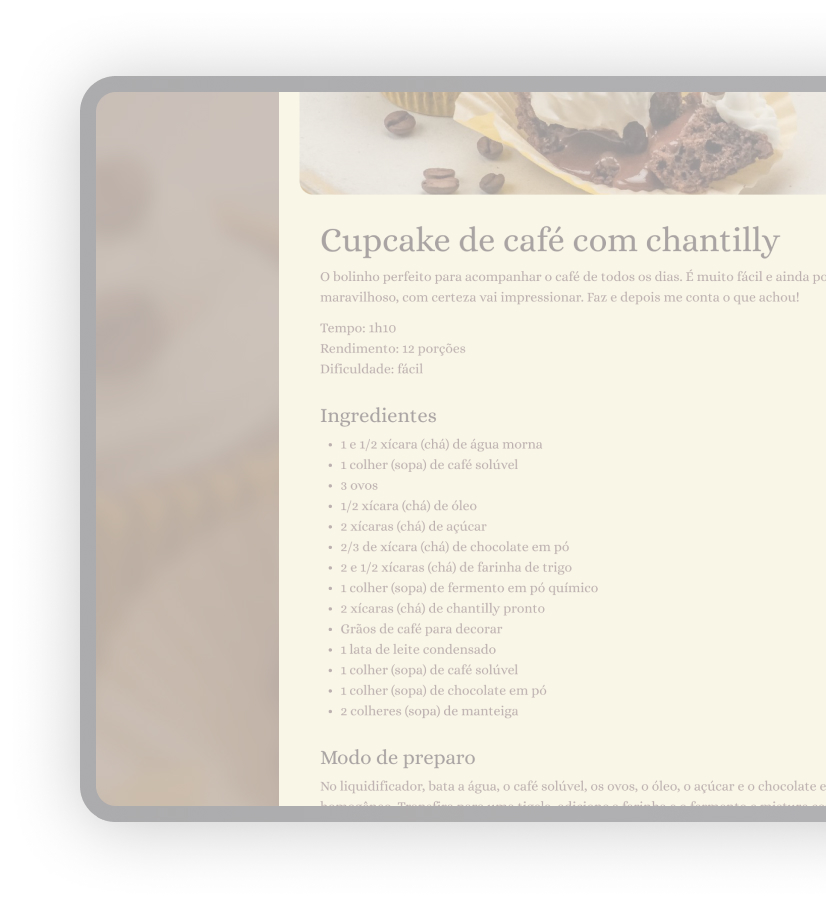 Cupcake de café com chantilly
O bolinho perfeito para acompanhar o café de todos os dias. É muito fácil e ainda
maravilhoso, com certeza vai impressionar. Faz e depois me conta o que achou!
Tempo: 1h10
Rendimento: 12 porções
Dificuldade: fácil
Ingredientes
• 1 e 1/2 xícara (chá) de água morna
• 1 colher (sopa) de café solúvel
• 3 ovos
• 1/2 xícara (chá) de óleo
• 2 xícaras (chá) de açúcar
• 2/3 de xícara (chá) de chocolate em pó
• 2 e 1/2 xícaras (chá) de farinha de trigo
• 1 colher (sopa) de fermento em pó químico
• 2 xícaras (chá) de chantilly pronto
• Grãos de café para decorar
• 1 lata de leite condensado
• 1 colher (sopa) de café solúvel
• 1 colher (sopa) de chocolate em pó
• 2 colheres (sopa) de manteiga
Modo de preparo
No liquidificador, bata a água, o café solúvel, os ovos, o óleo, o açúcar e o chocolate